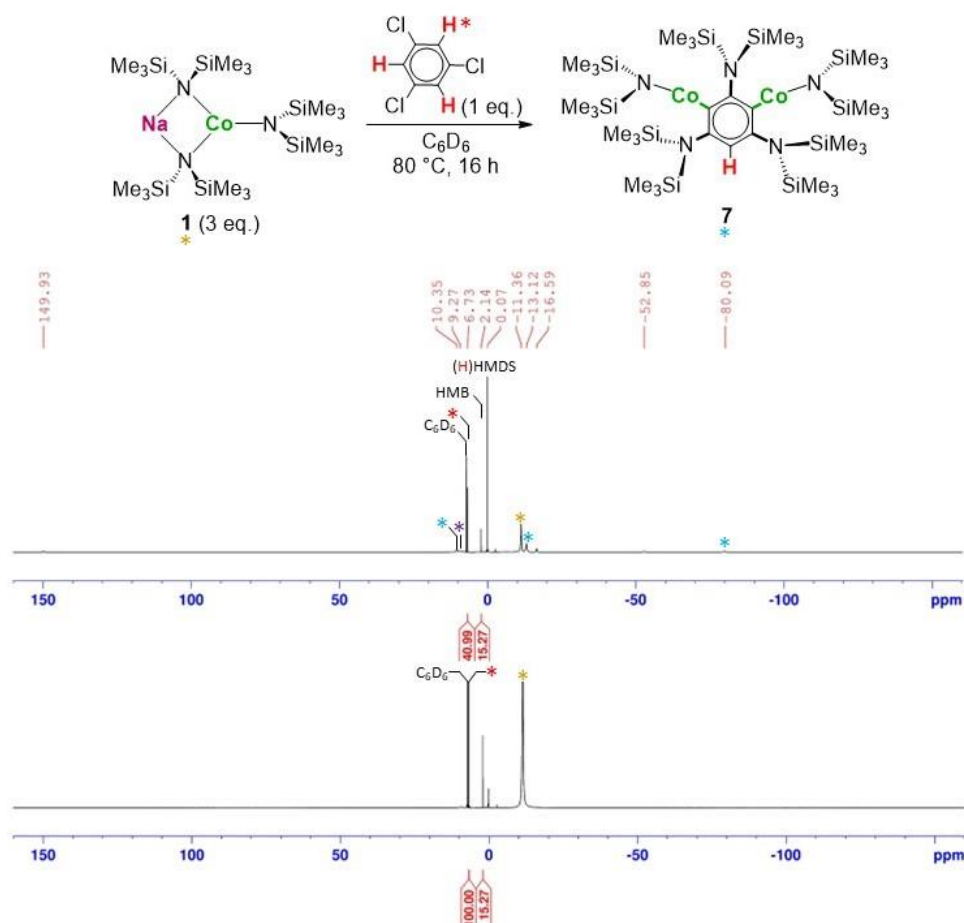 Cl H*
H Cl
Cl H (1 eq.)
C₆D₆
80 °C, 16 h
Me₃Si SiMe₃
N SiMe₃
Na Co N
N SiMe₃
Me₃Si SiMe₃
1 (3 eq.)
*
Me₃Si SiMe₃
Me₃Si N SiMe₃
N Co Co N
Me₃Si SiMe₃
Me₃Si N N SiMe₃
H
Me₃Si SiMe₃
7
*
-149.93
10.35
9.27
6.73
2.14
0.07
-11.36
-13.12
-16.59
-52.85
-80.09
(H)HMDS
HMB
*
C₆D₆
* * * * *
150 100 50 0 -50 -100 ppm
40.99
15.27
C₆D₆ * *
150 100 50 0 -50 -100 ppm
00.00
15.27